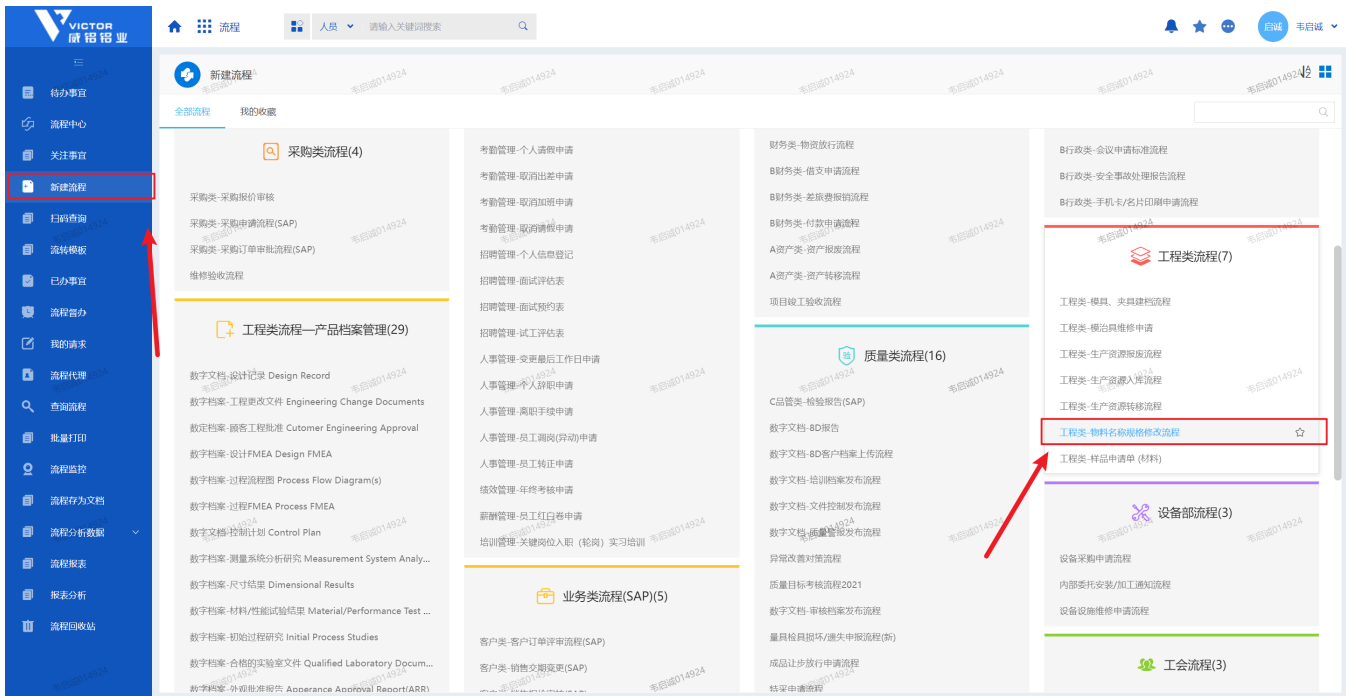 VICTOR
威铝铝业
流程
人员
请输入关键词搜索
启诚
韦启诚
待办事宜
流程中心
关注事宜
新建流程
扫码查询
流转模板
已办事宜
流程督办
我的请求
流程代理
查询流程
批量打印
流程监控
流程存为文档
流程分析数据
流程报表
报表分析
流程回收站
新建流程
全部流程
我的收藏
采购类流程(4)
采购类-采购报价审核
采购类-采购申请流程(SAP)
采购类-采购订单审批流程(SAP)
维修验收流程
工程类流程—产品档案管理(29)
数字文档-设计记录 Design Record
数字档案-工程更改文件 Engineering Change Documents
数定档案-顾客工程批准 Cutomer Engineering Approval
数字档案-设计FMEA Design FMEA
数字档案-过程流程图 Process Flow Diagram(s)
数字档案-过程FMEA Process FMEA
数字文档-控制计划 Control Plan
数字档案-测量系统分析研究 Measurement System Analy...
数字档案-尺寸结果 Dimensional Results
数字档案-材料/性能试验结果 Material/Performance Test ...
数字档案-初始过程研究 Initial Process Studies
数字档案-合格的实验室文件 Qualified Laboratory Docum...
数字档案-外观批准报告 Apperance Approval Report(ARR)
考勤管理-个人请假申请
考勤管理-取消出差申请
考勤管理-取消加班申请
考勤管理-取消请假申请
招聘管理-个人信息登记
招聘管理-面试评估表
招聘管理-面试预约表
招聘管理-试工评估表
人事管理-变更最后工作日申请
人事管理-个人辞职申请
人事管理-离职手续申请
人事管理-员工调岗(异动)申请
人事管理-员工转正申请
绩效管理-年终考核申请
薪酬管理-员工红白卷申请
培训管理-关键岗位入职（轮岗）实习培训
业务类流程(SAP)(5)
客户类-客户订单评审流程(SAP)
客户类-销售交期变更(SAP)
财务类-物资放行流程
B财务类-借支申请流程
B财务类-差旅费报销流程
B财务类-付款申请流程
A资产类-资产报废流程
A资产类-资产转移流程
项目竣工验收流程
质量类流程(16)
C品管类-检验报告(SAP)
数字文档-8D报告
数字文档-8D客户档案上传流程
数字文档-培训档案发布流程
数字文档-文件控制发布流程
数字文档-质量警报发布流程
异常改善对策流程
质量目标考核流程2021
数字文档-审核档案发布流程
量具检具损坏/遗失申报流程(新)
成品让步放行申请流程
特采申请流程
B行政类-会议申请标准流程
B行政类-安全事故处理报告流程
B行政类-手机卡/名片印刷申请流程
工程类流程(7)
工程类-模具、夹具建档流程
工程类-模治具维修申请
工程类-生产资源报废流程
工程类-生产资源入库流程
工程类-生产资源转移流程
工程类-物料名称规格修改流程
工程类-样品申请单 (材料)
设备部流程(3)
设备采购申请流程
内部委托安装/加工通知流程
设备设施维修申请流程
工会流程(3)
韦启诚014924